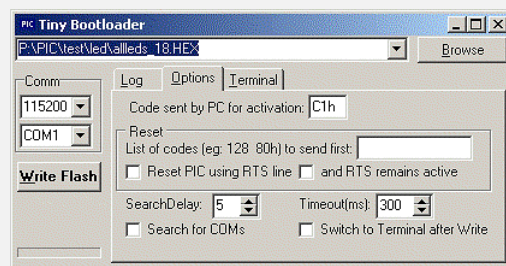 PIC Tiny Bootloader
P:\PIC\test\led\allleds_18.HEX
Browse
Comm
115200
COM1
Write Flash
Log Options Terminal
Code sent by PC for activation: C1h
Reset
List of codes (eg: 128 80h) to send first:
Reset PIC using RTS line and RTS remains active
SearchDelay: 5 Timeout(ms): 300
Search for COMs Switch to Terminal after Write